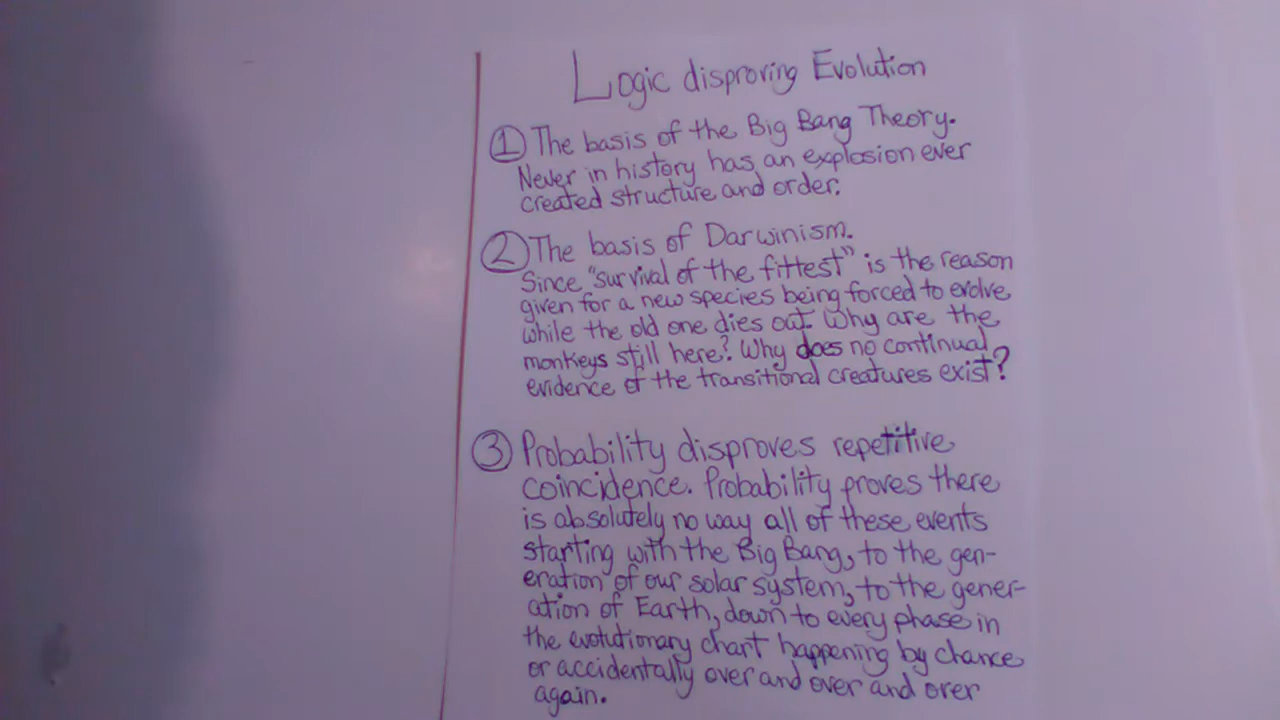 Logic disproving Evolution
① The basis of the Big Bang Theory.
Never in history has an explosion ever
created structure and order.
② The basis of Darwinism.
Since "survival of the fittest" is the reason
given for a new species being forced to evolve
while the old one dies out. Why are the
monkeys still here? Why does no continual
evidence of the transitional creatures exist?
③ Probability disproves repetitive
coincidence. Probability proves there
is absolutely no way all of these events
starting with the Big Bang, to the gen-
eration of our solar system, to the gener-
ation of Earth, down to every phase in
the evolutionary chart happening by chance
or accidentally over and over and over
again.